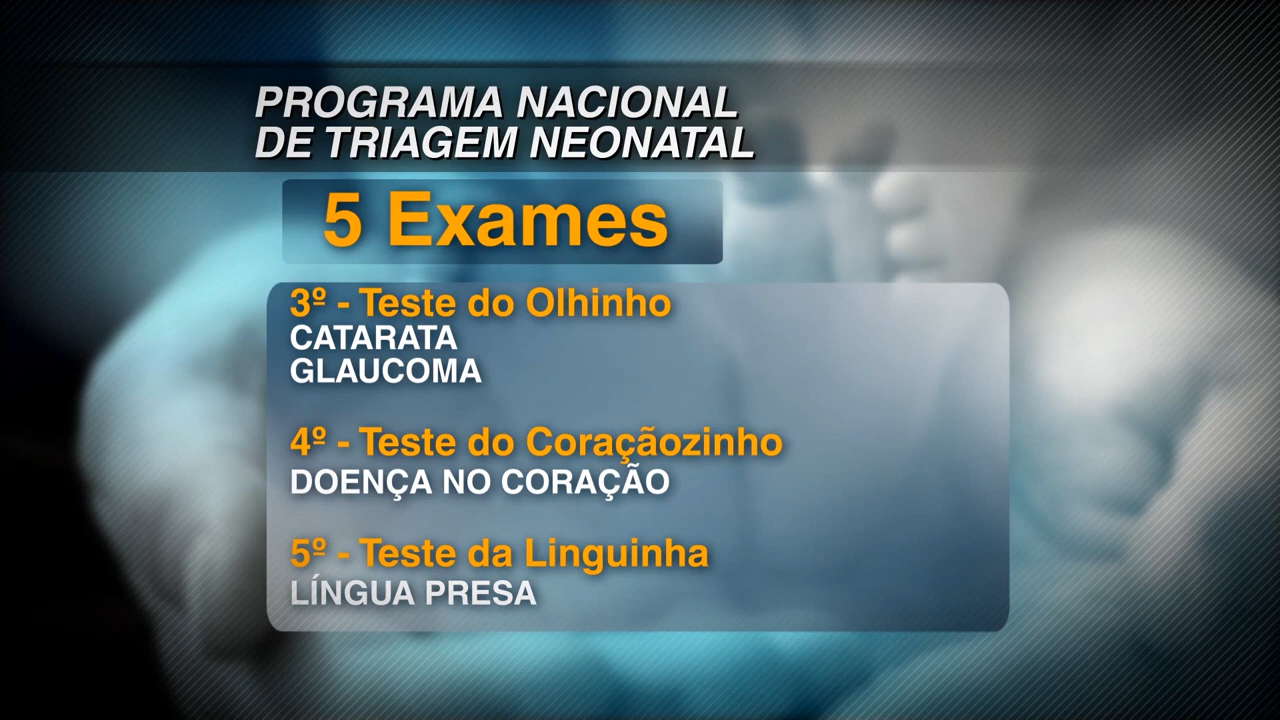 PROGRAMA NACIONAL
DE TRIAGEM NEONATAL
5 Exames
3º - Teste do Olhinho
CATARATA
GLAUCOMA
4º - Teste do Coraçãozinho
DOENÇA NO CORAÇÃO
5º - Teste da Linguinha
LÍNGUA PRESA